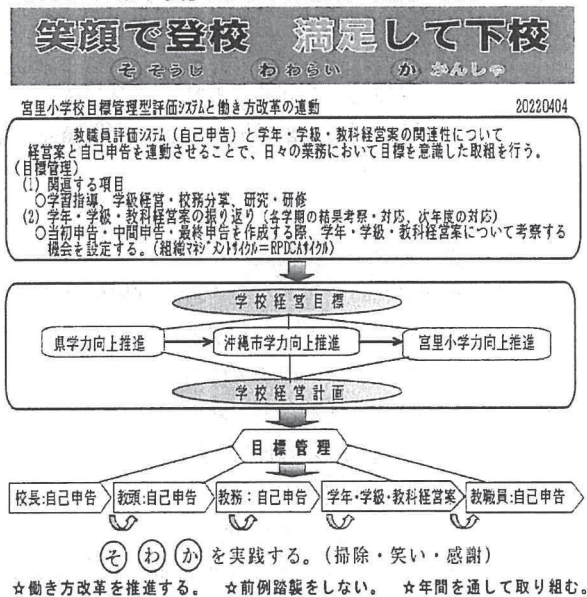 笑顔で登校 満足して下校
そ そうじ わ わらい か かんしゃ
宮里小学校目標管理型評価システムと働き方改革の連動 20220404
教職員評価システム(自己申告)と学年・学級・教科経営案の関連性について
経営案と自己申告を連動させることで、日々の業務において目標を意識した取組を行う。
(目標管理)
(1) 関連する項目
○学習指導、学級経営・校務分掌、研究・研修
(2) 学年・学級・教科経営案の振り返り (各学期の結果考察・対応、次年度の対応)
○当初申告・中間申告・最終申告を作成する際、学年・学級・教科経営案について考察する
機会を設定する。(組織マネジメントサイクル=RPDCAサイクル)
学校経営目標
県学力向上推進 沖縄市学力向上推進 宮里小学力向上推進
学校経営計画
目標管理
校長:自己申告 教頭:自己申告 教務:自己申告 学年・学級・教科経営案 教職員:自己申告
そ わ か を実践する。(掃除・笑い・感謝)
☆働き方改革を推進する。 ☆前例踏襲をしない。 ☆年間を通して取り組む。